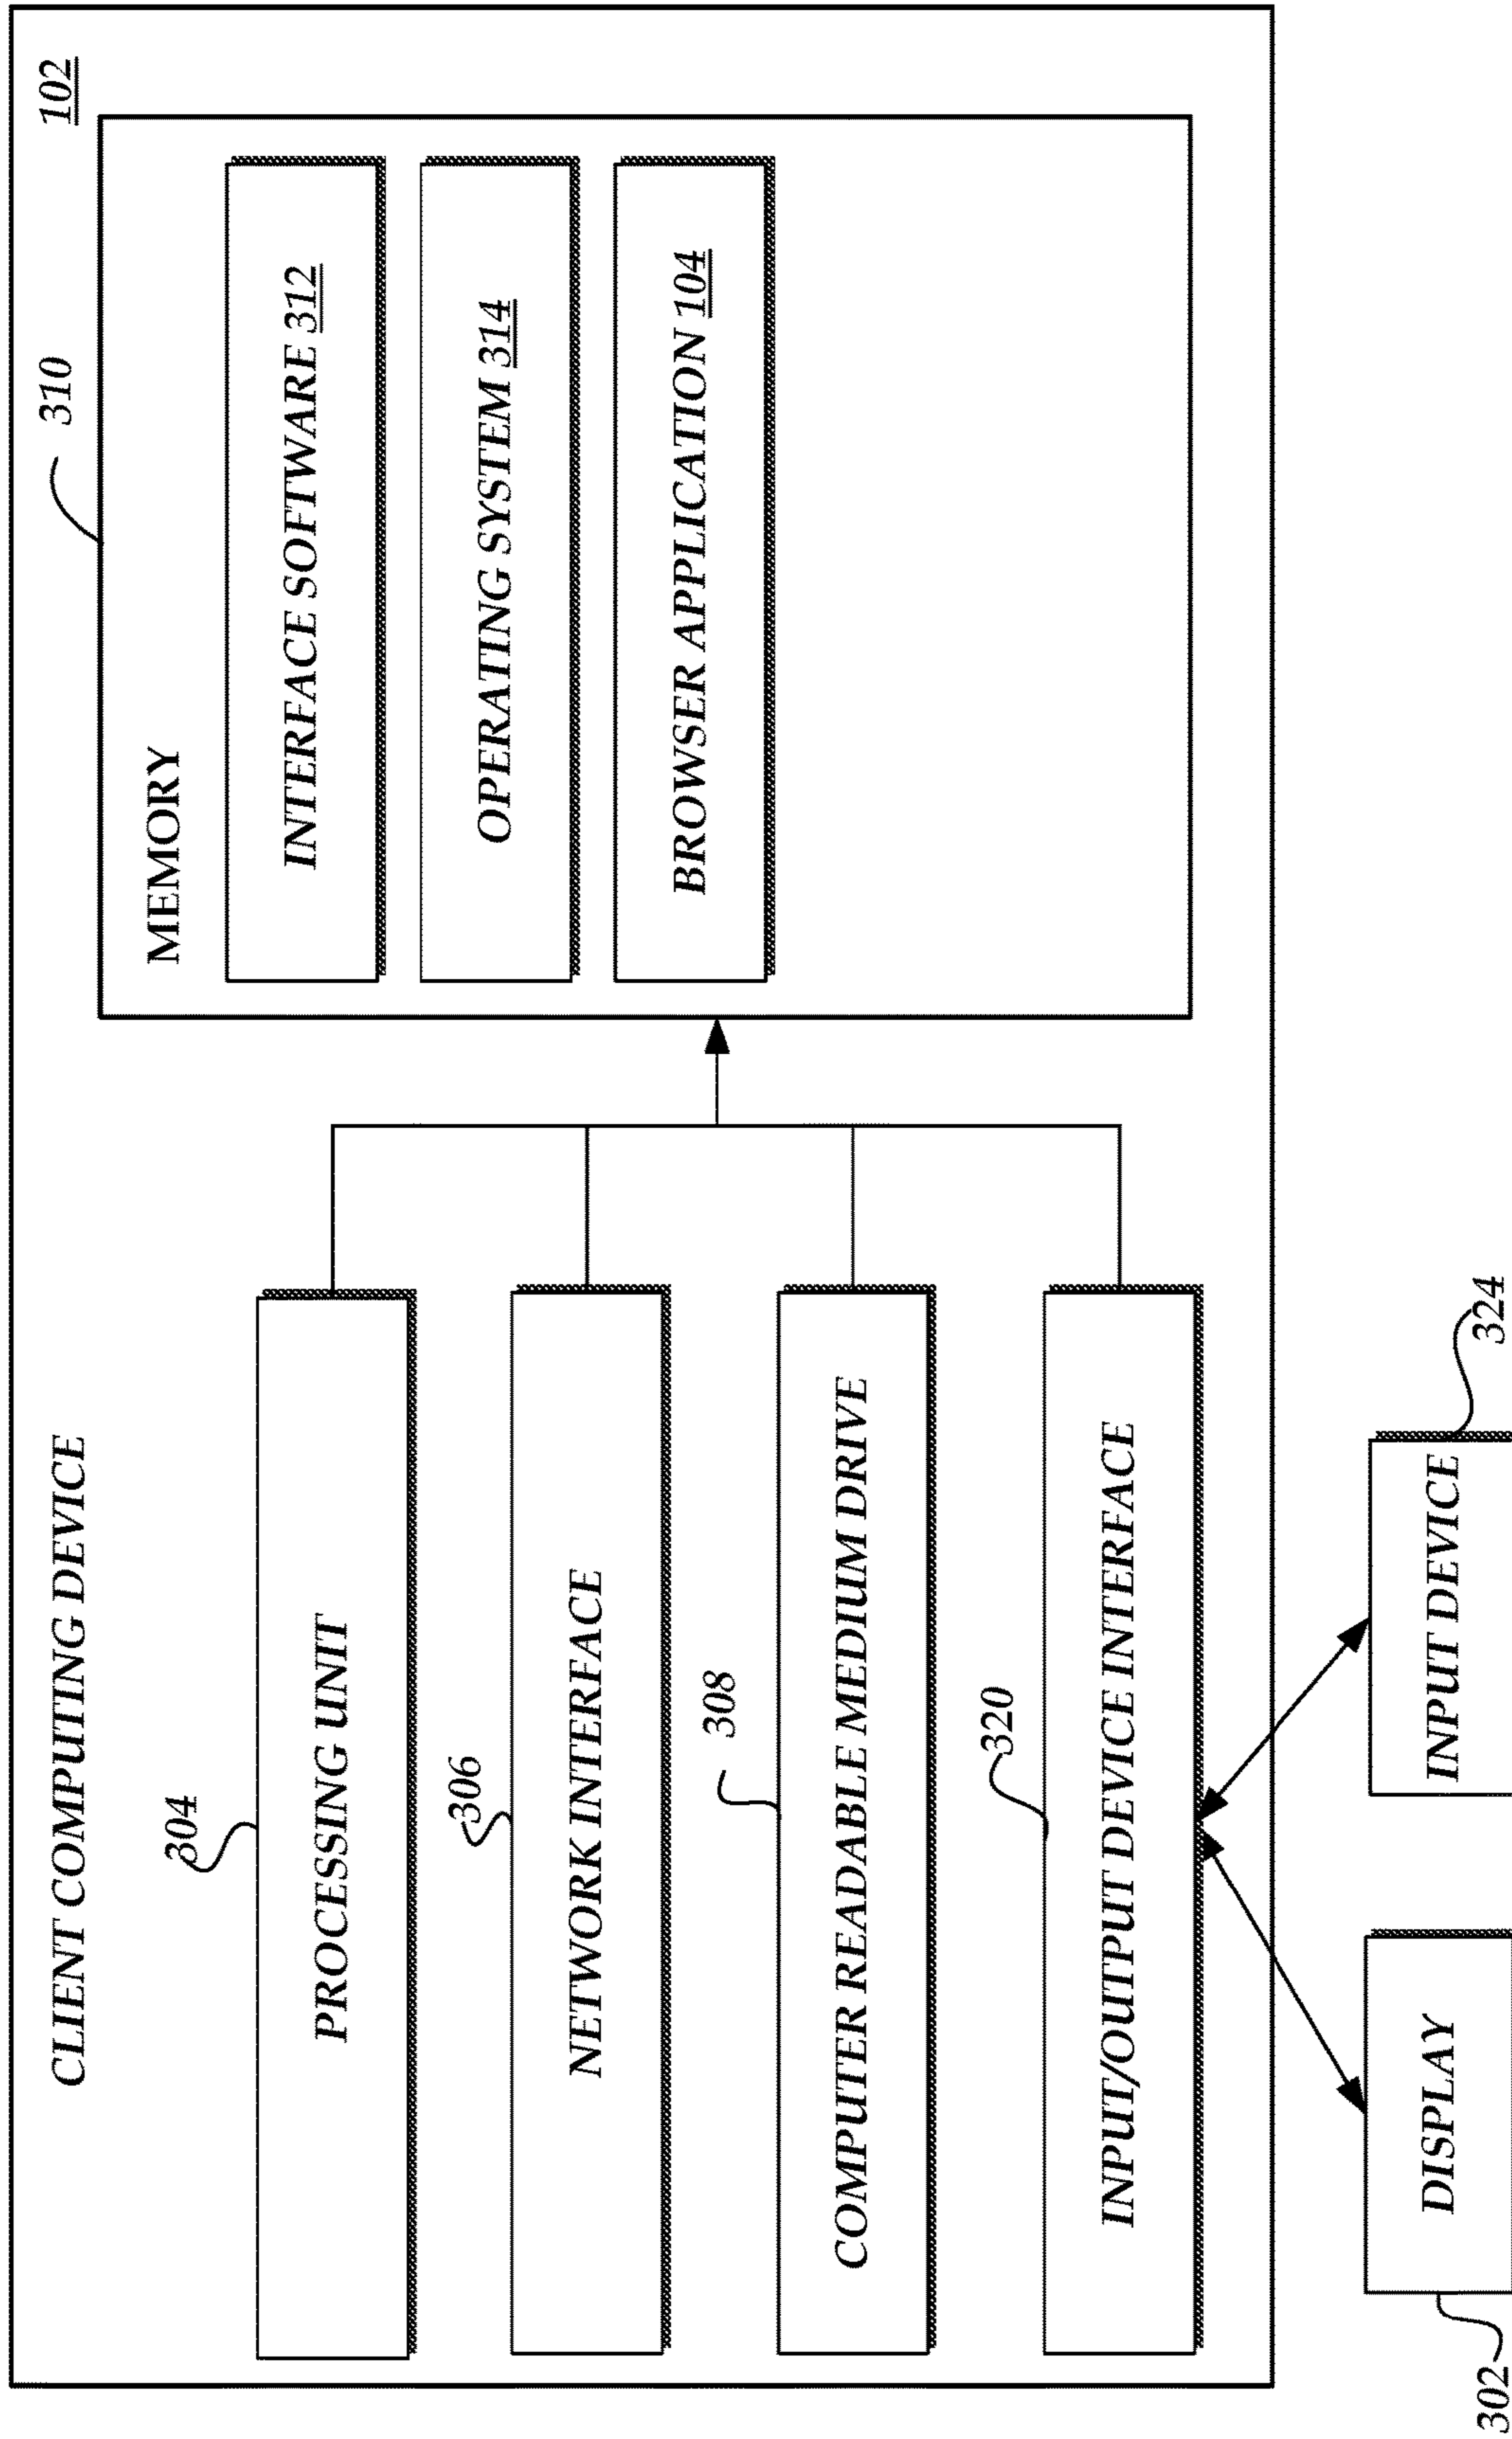 CLIENT COMPUTING DEVICE
102
304
PROCESSING UNIT
306
NETWORK INTERFACE
308
COMPUTER READABLE MEDIUM DRIVE
320
INPUT/OUTPUT DEVICE INTERFACE
310
MEMORY
INTERFACE SOFTWARE 312
OPERATING SYSTEM 314
BROWSER APPLICATION 104
DISPLAY
302
INPUT DEVICE
324